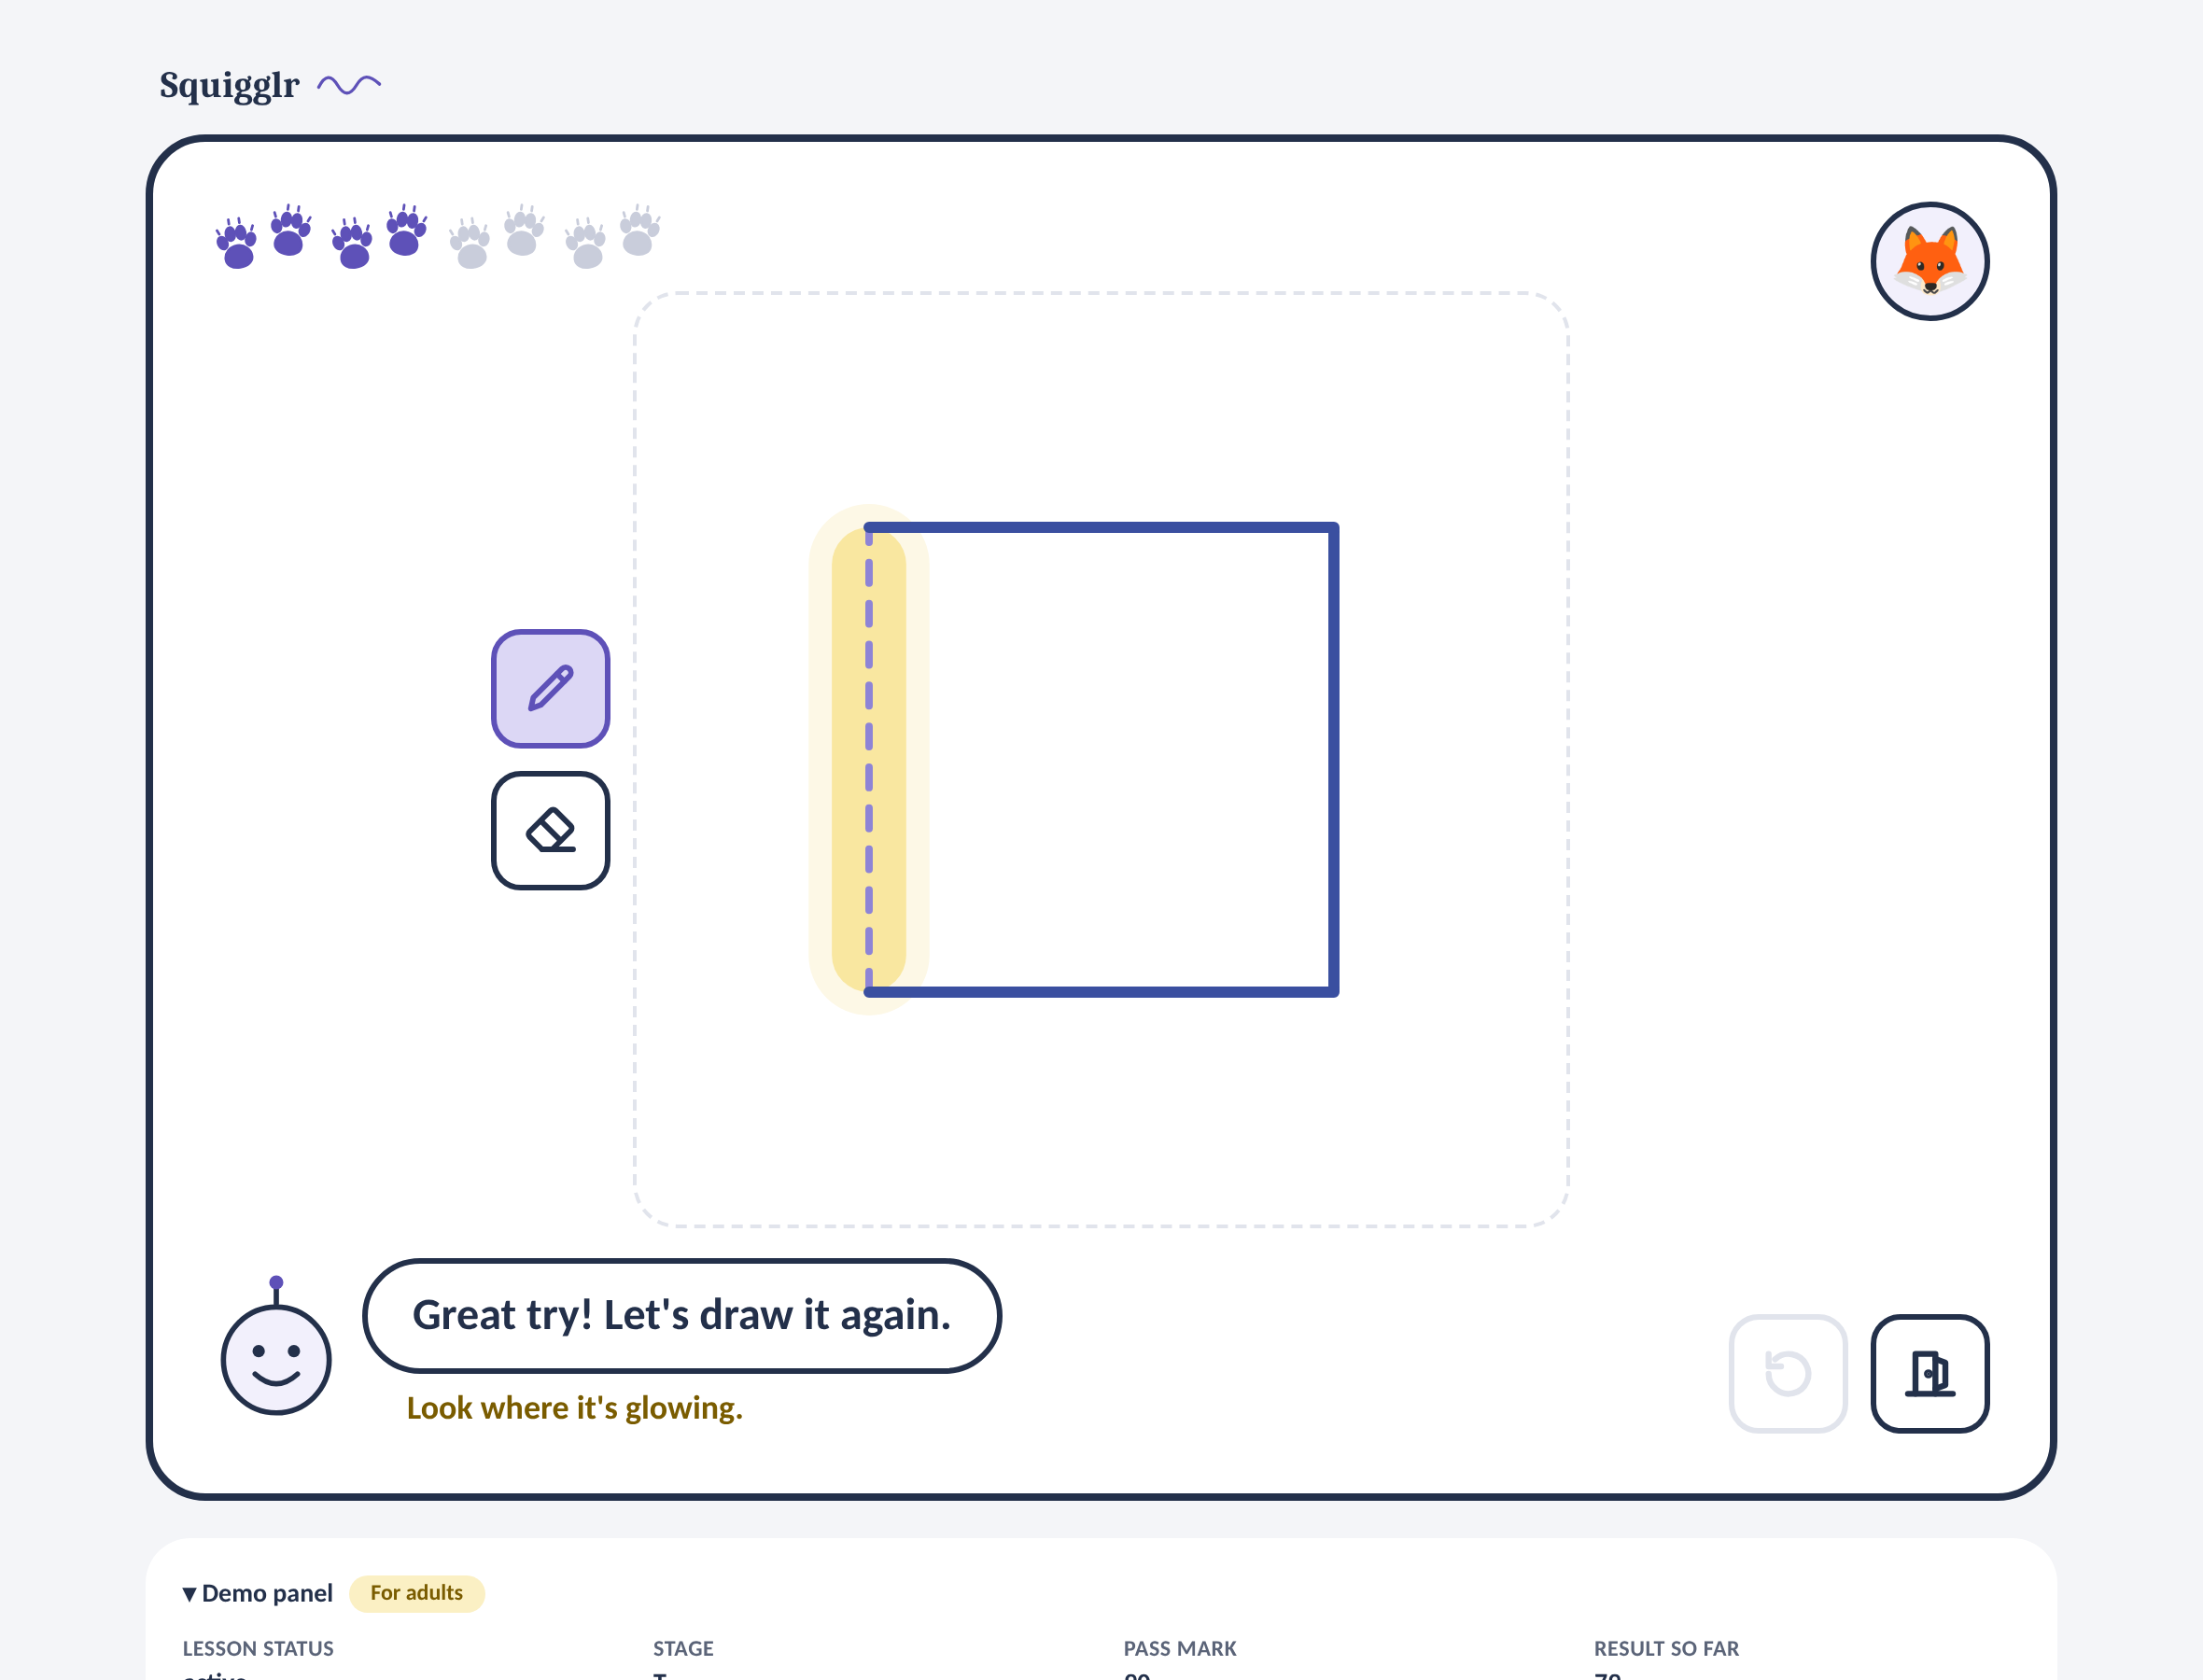 Squigglr
Great try! Let's draw it again.
Look where it's glowing.
▼ Demo panel For adults
LESSON STATUS STAGE PASS MARK RESULT SO FAR